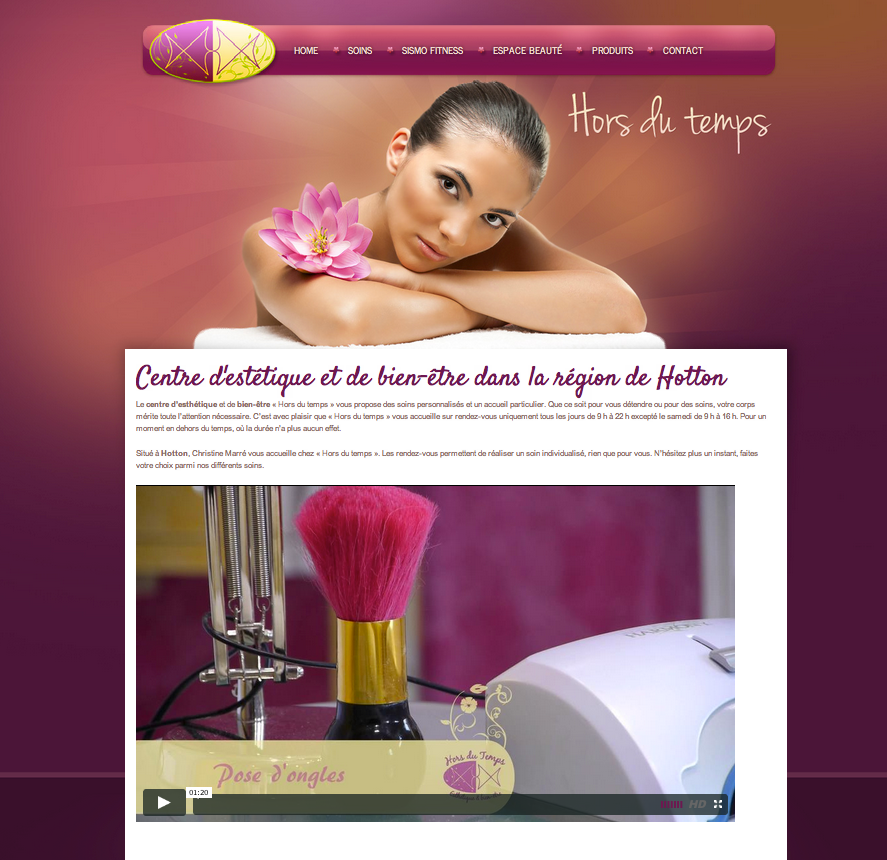 HOME SOINS SISMO FITNESS ESPACE BEAUTÉ PRODUITS CONTACT
Hors du temps
Centre d'estétique et de bien-être dans la région de Hotton
Le centre d'esthétique et de bien-être « Hors du temps » vous propose des soins personnalisés et un accueil particulier. Que ce soit pour vous détendre ou pour des soins, votre corps
mérite toute l'attention nécessaire. C'est avec plaisir que « Hors du temps » vous accueille sur rendez-vous uniquement tous les jours de 9 h à 22 h excepté le samedi de 9 h à 16 h. Pour un
moment en dehors du temps, où la durée n'a plus aucun effet.
Situé à Hotton, Christine Marré vous accueille chez « Hors du temps ». Les rendez-vous permettent de réaliser un soin individualisé, rien que pour vous. N'hésitez plus un instant, faites
votre choix parmi nos différents soins.
Pose d'ongles
Hors du Temps
01:20
HD